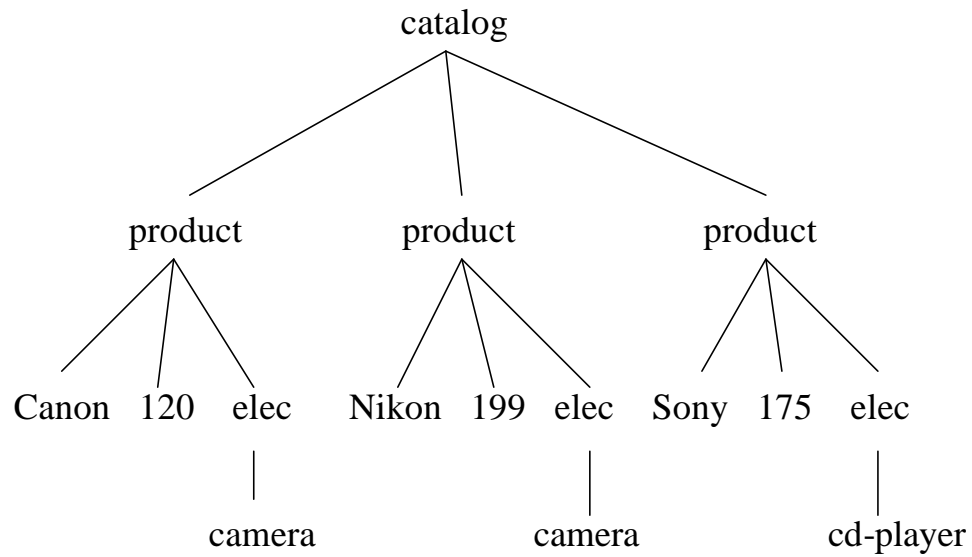 catalog
product product product
Canon 120 elec Nikon 199 elec Sony 175 elec
camera camera cd-player